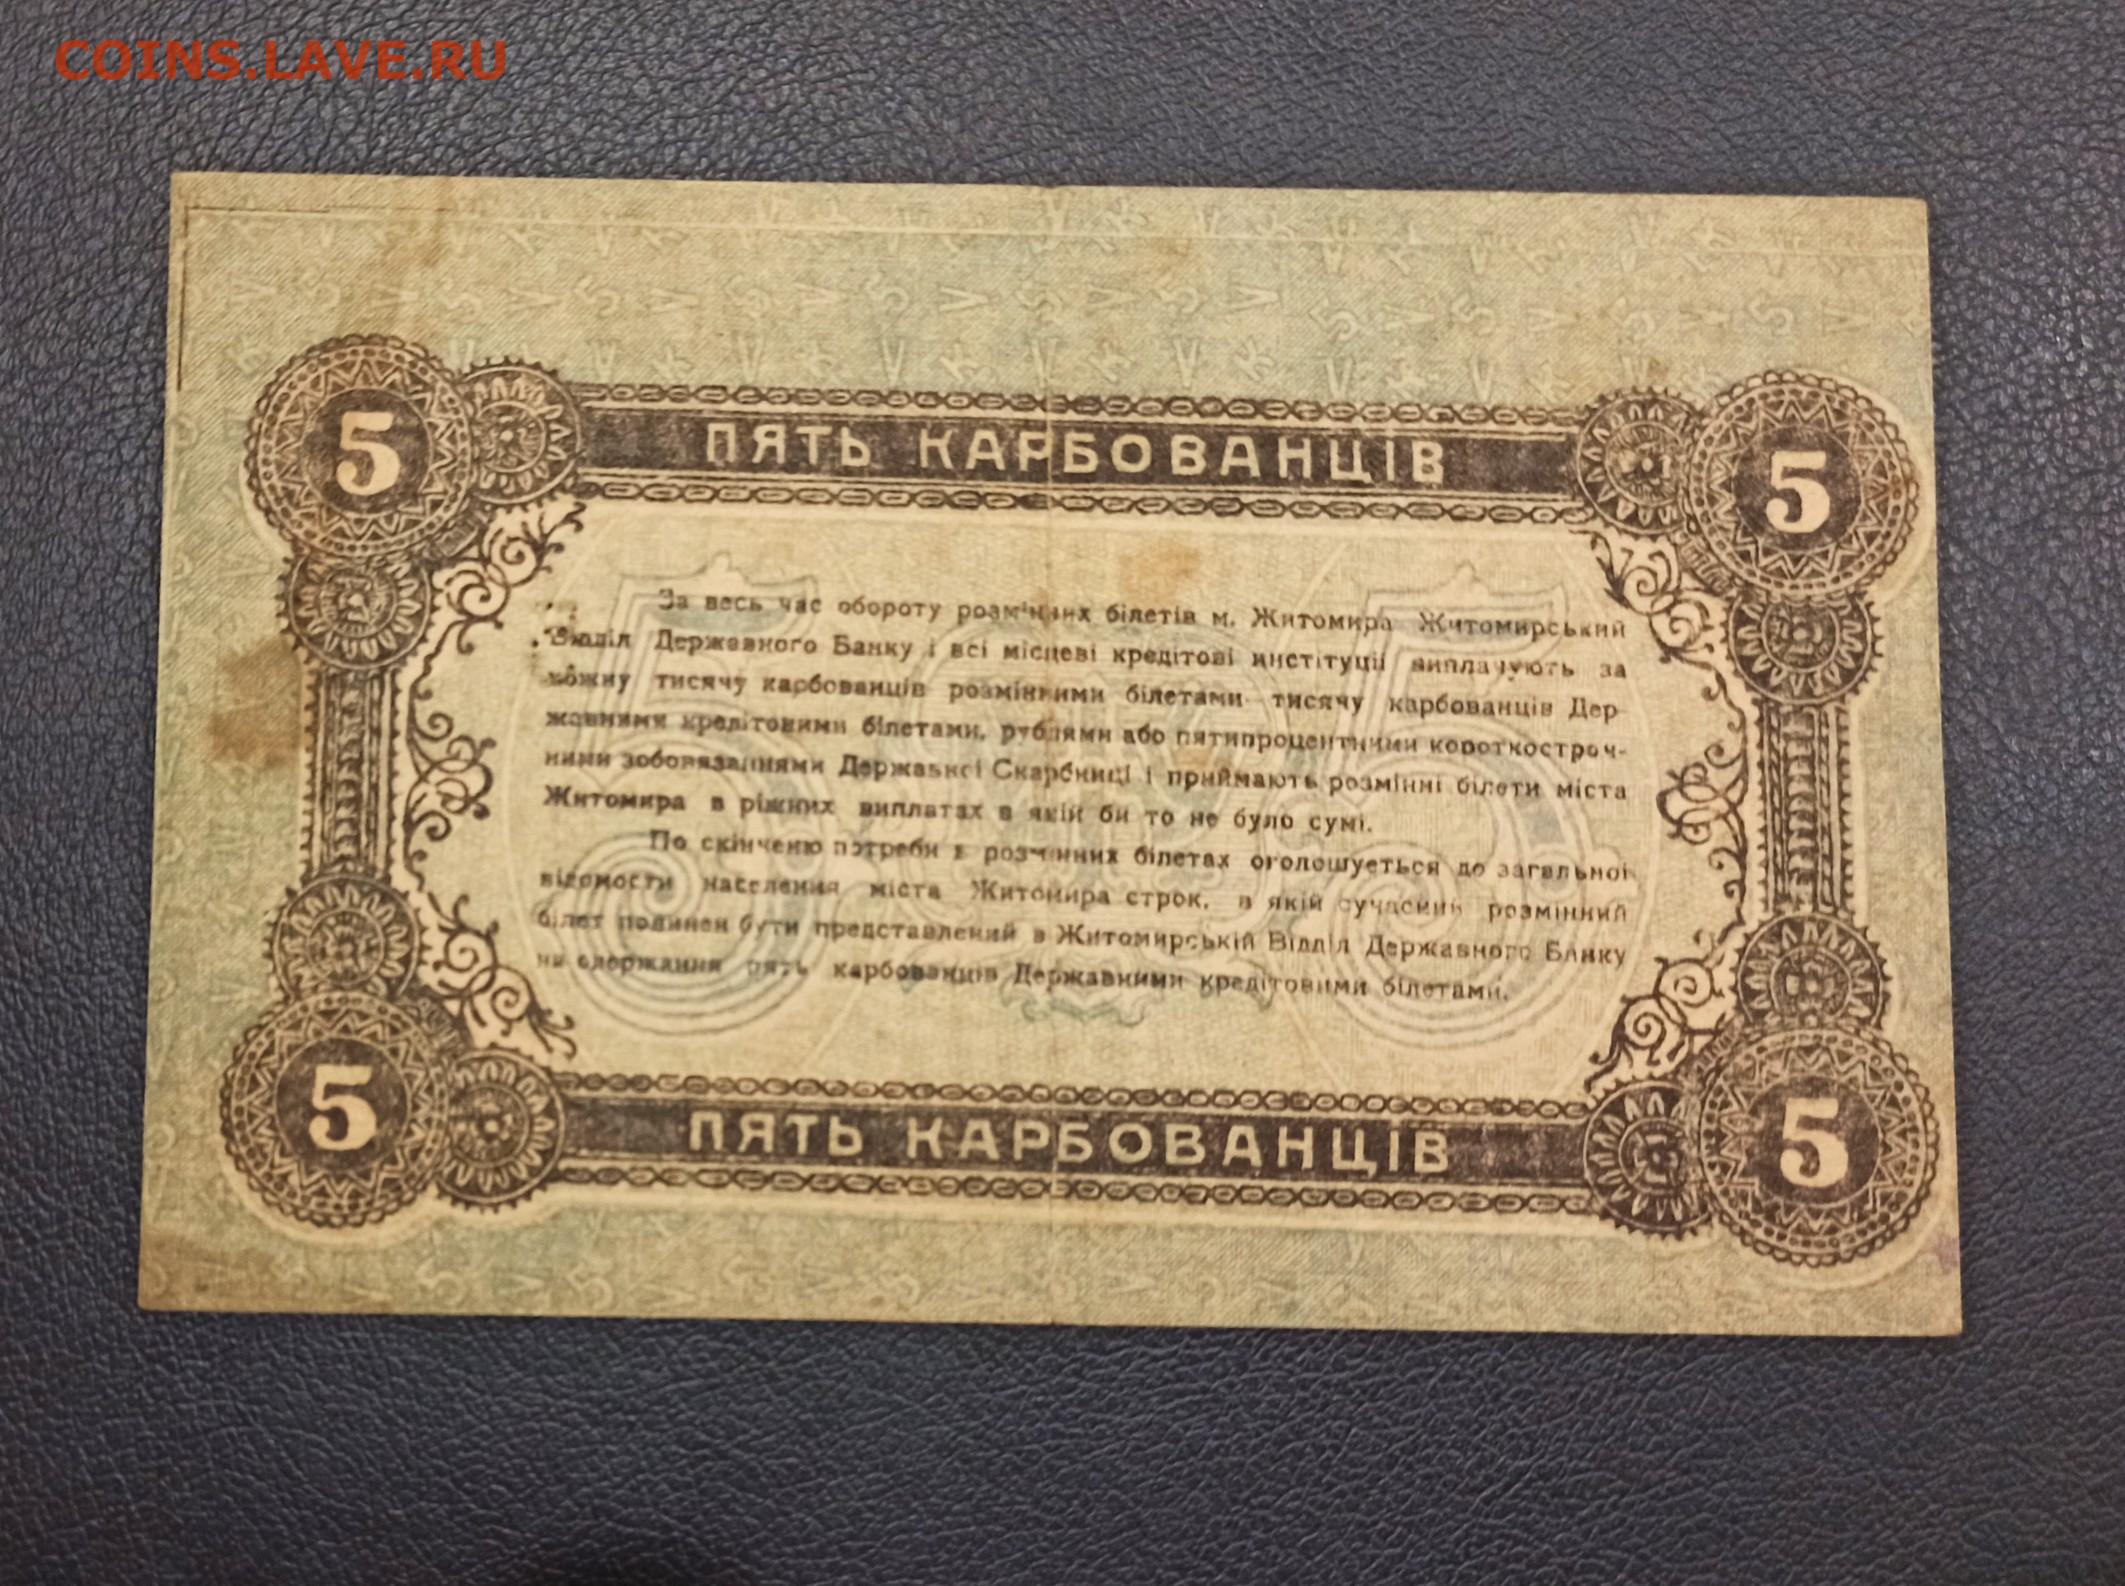 COINS.LAVE.RU
5 ПЯТЬ КАРБОВАНЦІВ 5
За весь час обороту розмінних білетів м. Житомира Житомирський
Відділ Державного Банку і всі місцеві кредітові институції виплачують за
кожну тисячу карбованців розмінними білетами тисячу карбованців Дер-
жавними кредітовими білетами, рублями або пятипроцентними короткостроч-
ними зобовязаннями Державної Скарбниці і приймають розмінні білети міста
Житомира в ріжних виплатах в якій би то не було сумі.
По скінченю потреби в розмінних білетах оголошується до загальної
відомости населення міста Житомира строк, в якій сучасний розмінний
білет повинен бути представлений в Житомирській Відділ Державного Банку
на одержання пять карбованців Державними кредітовими білетами.
5 ПЯТЬ КАРБОВАНЦІВ 5